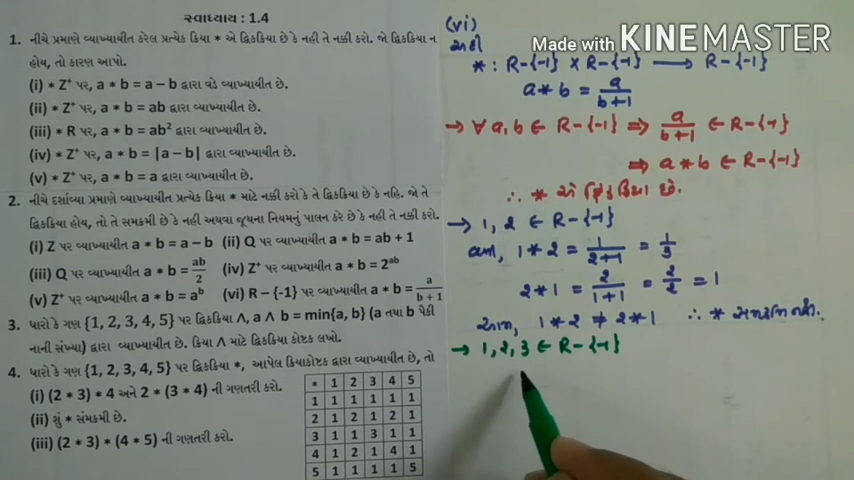 સ્વાધ્યાય : 1.4
1. નીચે પ્રમાણે વ્યાખ્યાયીત કરેલ પ્રત્યેક ક્રિયા * એ દ્વિક્ક્રિયા છે કે નહી તે નક્કી કરો. જો દ્વિક્ક્રિયા ન
હોય, તો કારણ આપો.
(i) * Z⁺ પર, a * b = a – b દ્વારા વડે વ્યાખ્યાયીત છે.
(ii) * Z⁺ પર, a * b = ab દ્વારા વ્યાખ્યાયીત છે.
(iii) * R પર, a * b = ab² દ્વારા વ્યાખ્યાયીત છે.
(iv) * Z⁺ પર, a * b = |a – b| દ્વારા વ્યાખ્યાયીત છે.
(v) * Z⁺ પર, a * b = a દ્વારા વ્યાખ્યાયીત છે.
2. નીચે દર્શાવ્યા પ્રમાણે વ્યાખ્યાયીત પ્રત્યેક ક્રિયા * માટે નક્કી કરો કે તે દ્વિક્ક્રિયા છે કે નહિ. જો તે
દ્વિક્ક્રિયા હોય, તો તે સમક્રમી છે કે નહી અથવા જૂથના નિયમનું પાલન કરે છે કે નહી તે નક્કી કરો.
(i) Z પર વ્યાખ્યાયીત a * b = a – b (ii) Q પર વ્યાખ્યાયીત a * b = ab + 1
(iii) Q પર વ્યાખ્યાયીત a * b = ab/2 (iv) Z⁺ પર વ્યાખ્યાયીત a * b = 2ᵃᵇ
(v) Z⁺ પર વ્યાખ્યાયીત a * b = aᵇ (vi) R – {-1} પર વ્યાખ્યાયીત a * b = a/(b + 1)
3. ધારો કે ગણ {1, 2, 3, 4, 5} પર દ્વિક્ક્રિયા ∧, a ∧ b = min{a, b} (a તથા b પૈકી
નાની સંખ્યા) દ્વારા વ્યાખ્યાયીત છે. ક્રિયા ∧ માટે ક્રિયાકોષ્ટક લખો.
4. ધારો કે ગણ {1, 2, 3, 4, 5} પર દ્વિક્ક્રિયા *, આપેલ ક્રિયાકોષ્ટક દ્વારા વ્યાખ્યાયીત છે, તો
(i) (2 * 3) * 4 અને 2 * (3 * 4) ની ગણતરી કરો.
(ii) શું * સમક્રમી છે.
(iii) (2 * 3) * (4 * 5) ની ગણતરી કરો.
* 1 2 3 4 5
1 1 1 1 1 1
2 1 2 1 2 1
3 1 1 3 1 1
4 1 2 1 4 1
5 1 1 1 1 5
(vi)
અહી
* : R – {-1} × R – {-1} ⟶ R – {-1}
a * b = a/(b+1)
→ ∀ a, b ∈ R – {-1} ⇒ a/(b+1) ∈ R – {-1}
⇒ a * b ∈ R – {-1}
∴ * એ દ્વિક્ક્રિયા છે.
→ 1, 2 ∈ R – {-1}
હવે, 1 * 2 = 1/(2+1) = 1/3
2 * 1 = 2/(1+1) = 2/2 = 1
આમ, 1 * 2 ≠ 2 * 1 ∴ * સમક્રમી નથી.
→ 1, 2, 3 ∈ R – {-1}
Made with KINEMASTER